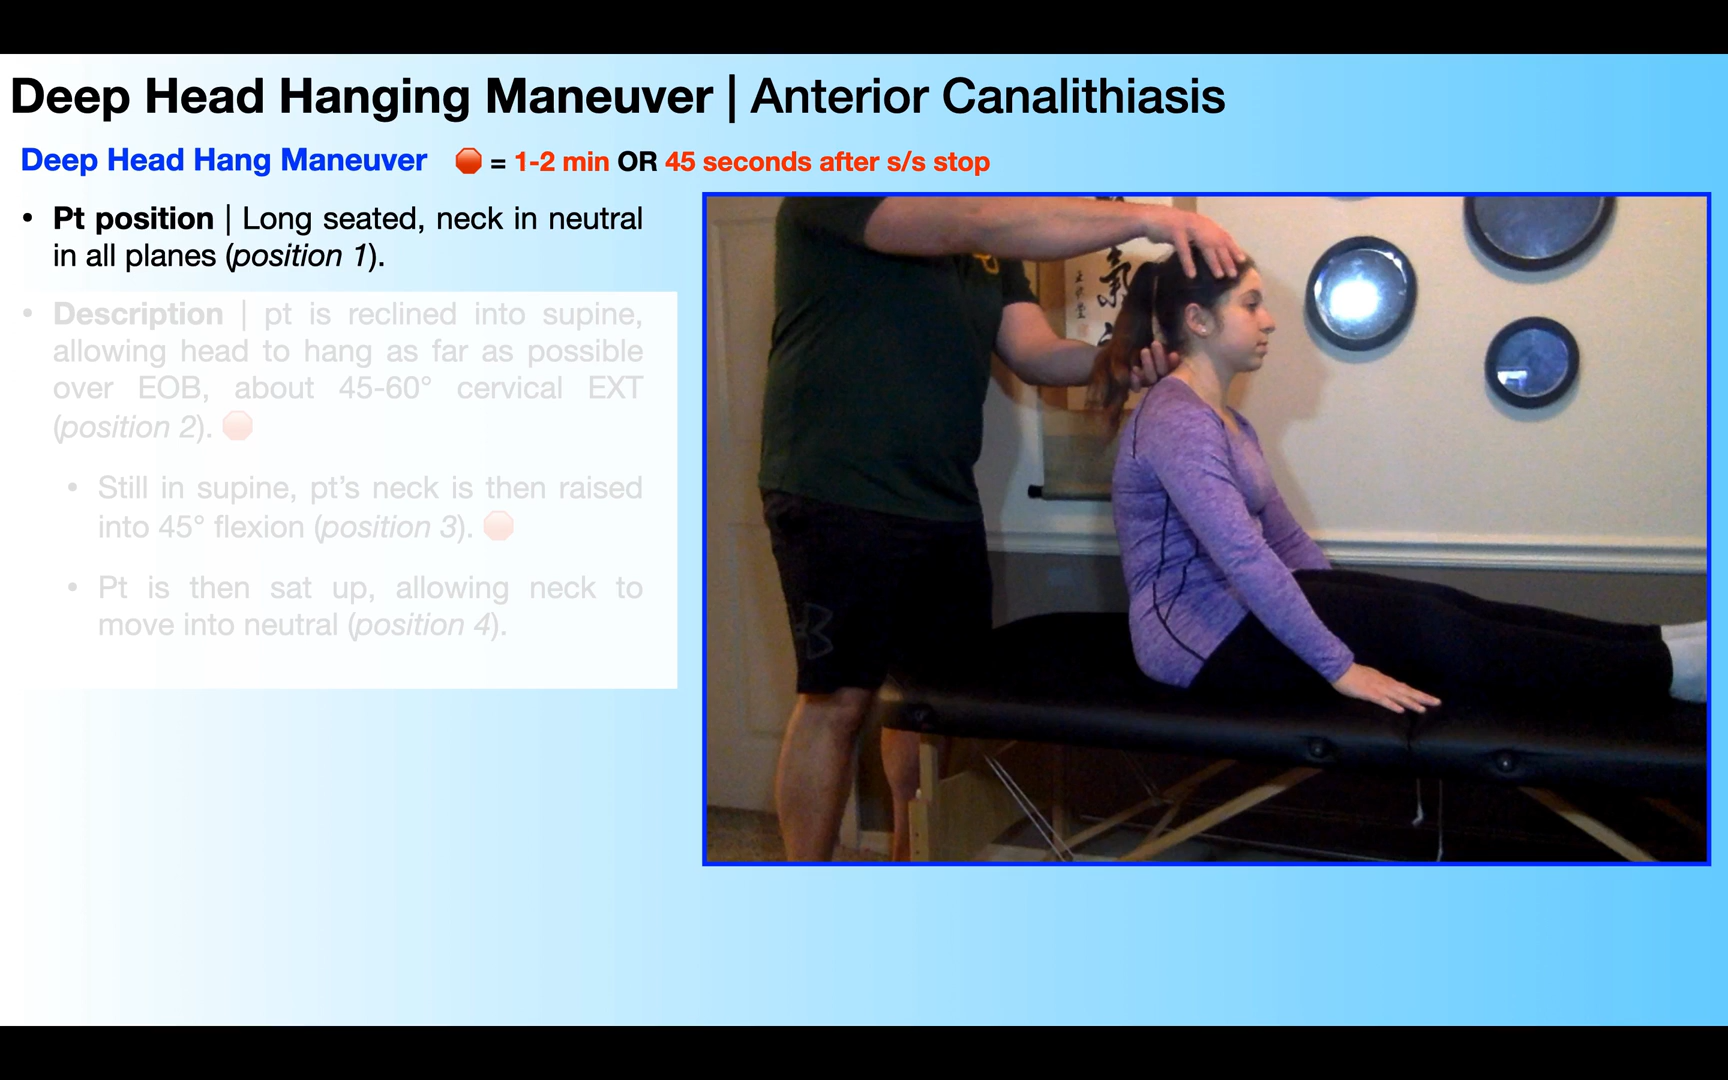 Deep Head Hanging Maneuver | Anterior Canalithiasis
Deep Head Hang Maneuver 🛑 = 1-2 min OR 45 seconds after s/s stop
• Pt position | Long seated, neck in neutral
in all planes (position 1).
• Description | pt is reclined into supine,
allowing head to hang as far as possible
over EOB, about 45-60° cervical EXT
(position 2). 🛑
• Still in supine, pt's neck is then raised
into 45° flexion (position 3). 🛑
• Pt is then sat up, allowing neck to
move into neutral (position 4).
氣